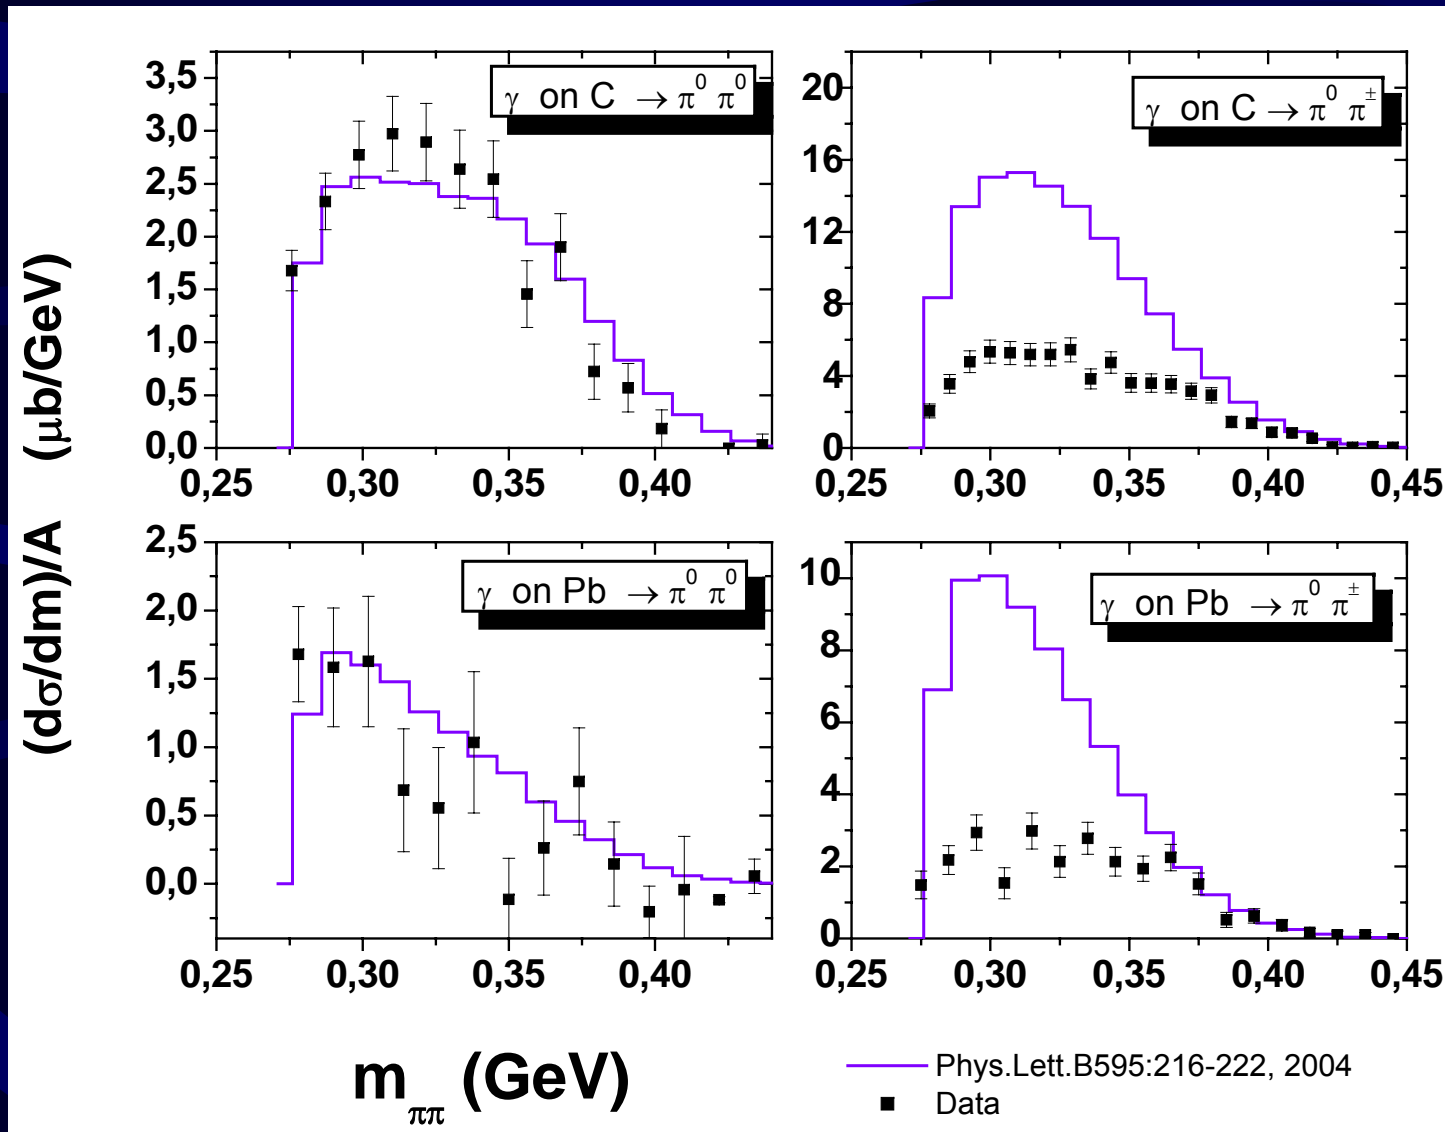 (dσ/dm)/A (μb/GeV)
3,5
3,0
2,5
2,0
1,5
1,0
0,5
0,0
γ on C → π⁰ π⁰
0,25 0,30 0,35 0,40
20
16
12
8
4
0
γ on C → π⁰ π±
0,25 0,30 0,35 0,40 0,45
2,5
2,0
1,5
1,0
0,5
0,0
γ on Pb → π⁰ π⁰
0,25 0,30 0,35 0,40
10
8
6
4
2
0
γ on Pb → π⁰ π±
0,25 0,30 0,35 0,40 0,45
m_ππ (GeV)
Phys.Lett.B595:216-222, 2004
Data